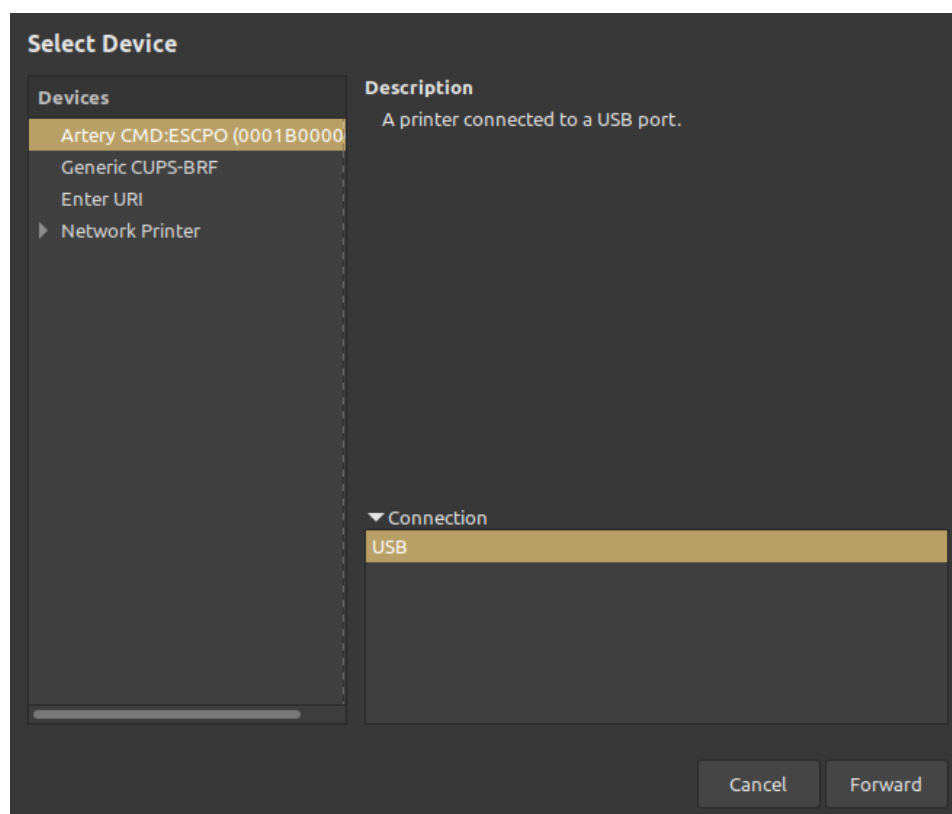 Select Device
Devices
Artery CMD:ESCPO (0001B0000
Generic CUPS-BRF
Enter URI
Network Printer
Description
A printer connected to a USB port.
Connection
USB
Cancel
Forward